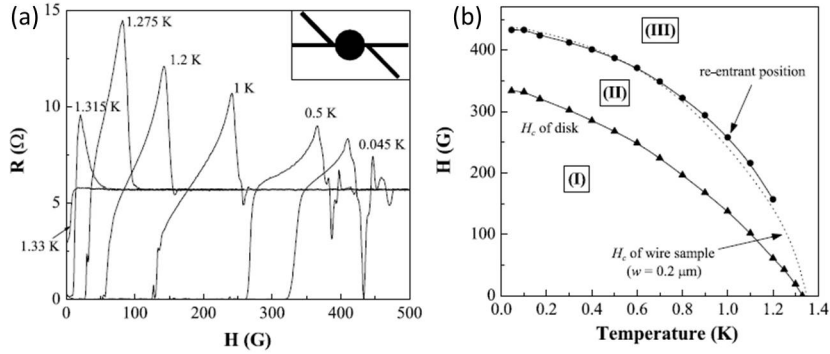 (a)
15
10
5
0
R (Ω)
1.275 K
1.2 K
1 K
1.315 K
0.5 K
0.045 K
1.33 K
0 100 200 300 400 500
H (G)
(b)
400
300
200
100
0
H (G)
(III)
re-entrant position
(II)
Hc of disk
(I)
Hc of wire sample
(w = 0.2 μm)
0.0 0.2 0.4 0.6 0.8 1.0 1.2 1.4
Temperature (K)